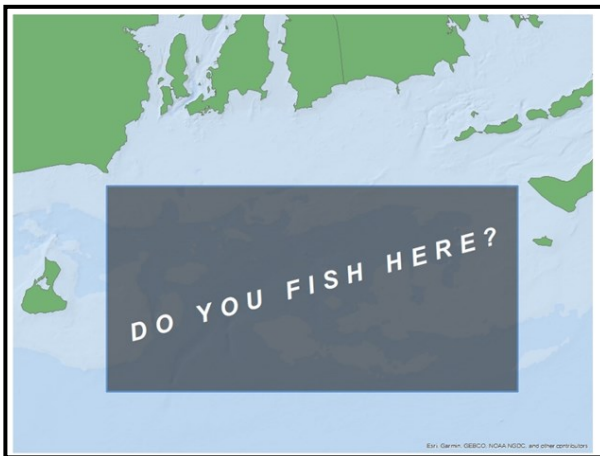 DO YOU FISH HERE?
Esri, Garmin, GEBCO, NOAA NGDC, and other contributors